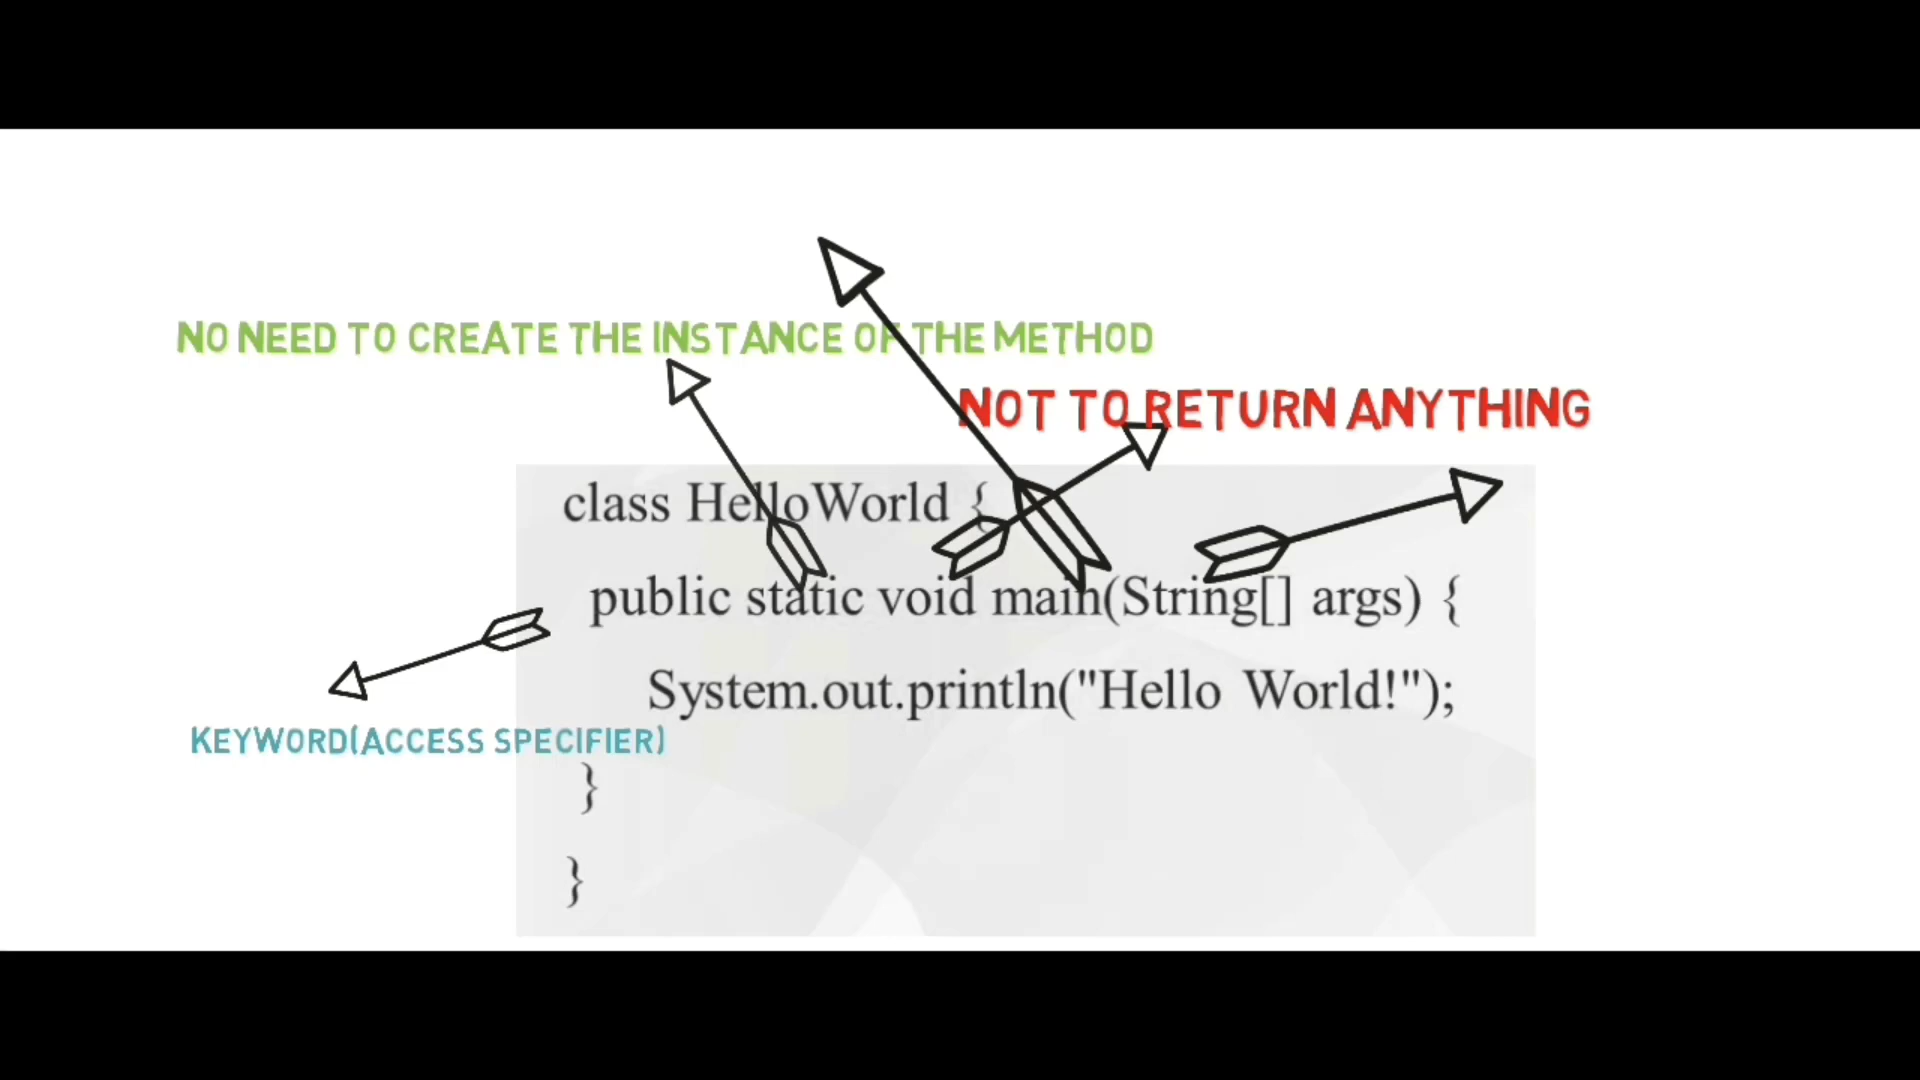 NO NEED TO CREATE THE INSTANCE OF THE METHOD
NOT TO RETURN ANYTHING
class HelloWorld {
public static void main(String[] args) {
System.out.println("Hello World!");
KEYWORD(ACCESS SPECIFIER)
}
}